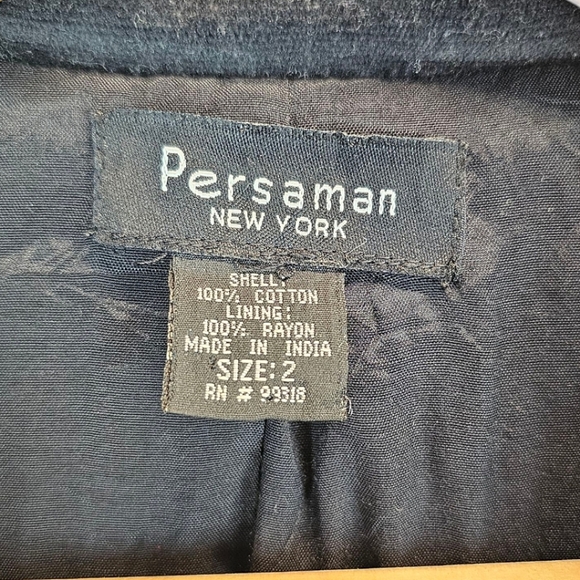 Persaman
NEW YORK
SHELL:
100% COTTON
LINING:
100% RAYON
MADE IN INDIA
SIZE: 2
RN # 99318